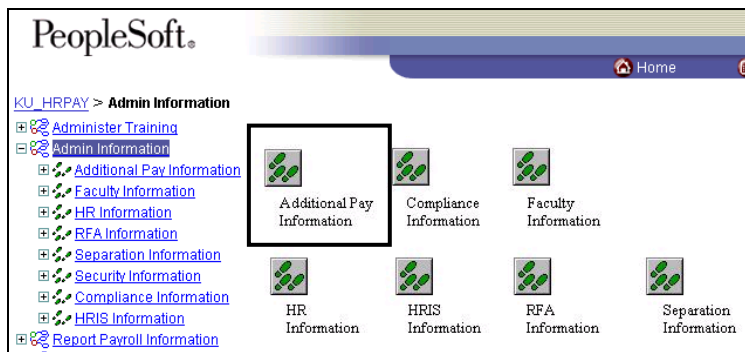 PeopleSoft®
Home
KU_HRPAY > Admin Information
Administer Training
Admin Information
Additional Pay Information
Faculty Information
HR Information
RFA Information
Separation Information
Security Information
Compliance Information
HRIS Information
Report Payroll Information
Additional Pay
Information
Compliance
Information
Faculty
Information
HR
Information
HRIS
Information
RFA
Information
Separation
Information